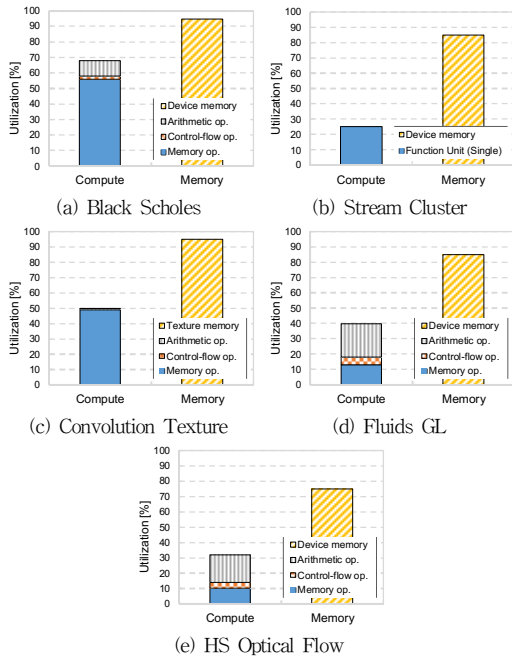 100
90
80
70
60
50
40
30
20
10
0
Utilization [%]
Device memory
Arithmetic op.
Control-flow op.
Memory op.
Compute Memory
(a) Black Scholes
100
90
80
70
60
50
40
30
20
10
0
Utilization [%]
Device memory
Function Unit (Single)
Compute Memory
(b) Stream Cluster
100
90
80
70
60
50
40
30
20
10
0
Utilization [%]
Texture memory
Arithmetic op.
Control-flow op.
Memory op.
Compute Memory
(c) Convolution Texture
100
90
80
70
60
50
40
30
20
10
0
Utilization [%]
Device memory
Arithmetic op.
Control-flow op.
Memory op.
Compute Memory
(d) Fluids GL
100
90
80
70
60
50
40
30
20
10
0
Utilization [%]
Device memory
Arithmetic op.
Control-flow op.
Memory op.
Compute Memory
(e) HS Optical Flow